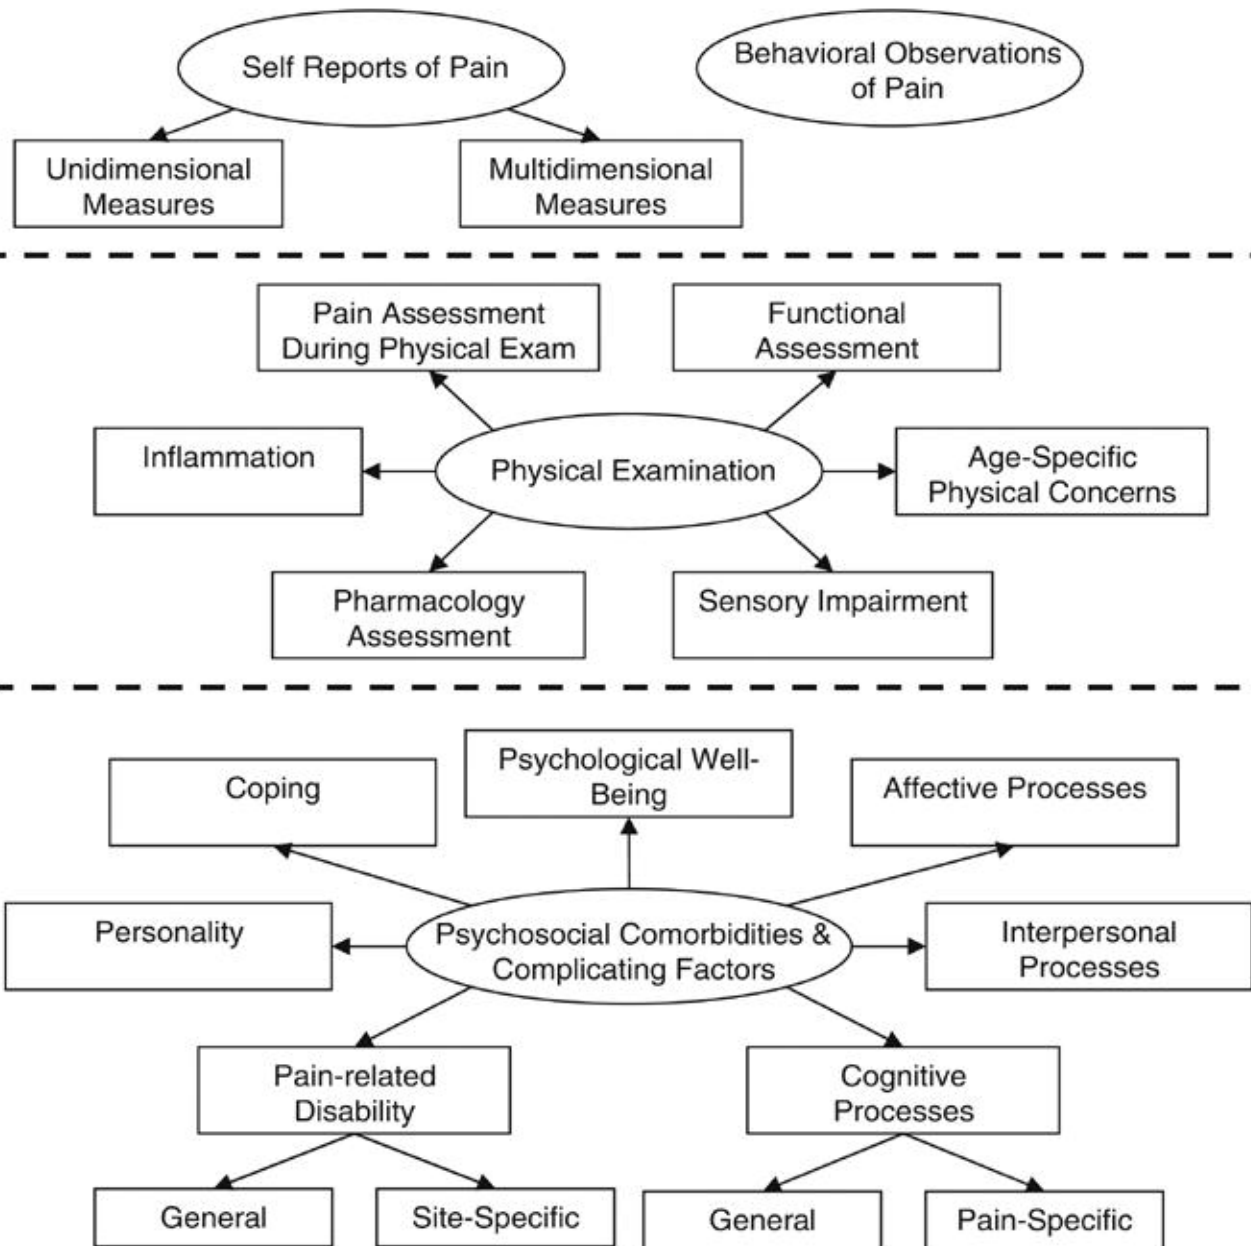 Self Reports of Pain
Behavioral Observations
of Pain
Unidimensional
Measures
Multidimensional
Measures
Pain Assessment
During Physical Exam
Functional
Assessment
Inflammation
Physical Examination
Age-Specific
Physical Concerns
Pharmacology
Assessment
Sensory Impairment
Coping
Psychological Well-
Being
Affective Processes
Personality
Psychosocial Comorbidities &
Complicating Factors
Interpersonal
Processes
Pain-related
Disability
Cognitive
Processes
General
Site-Specific
General
Pain-Specific